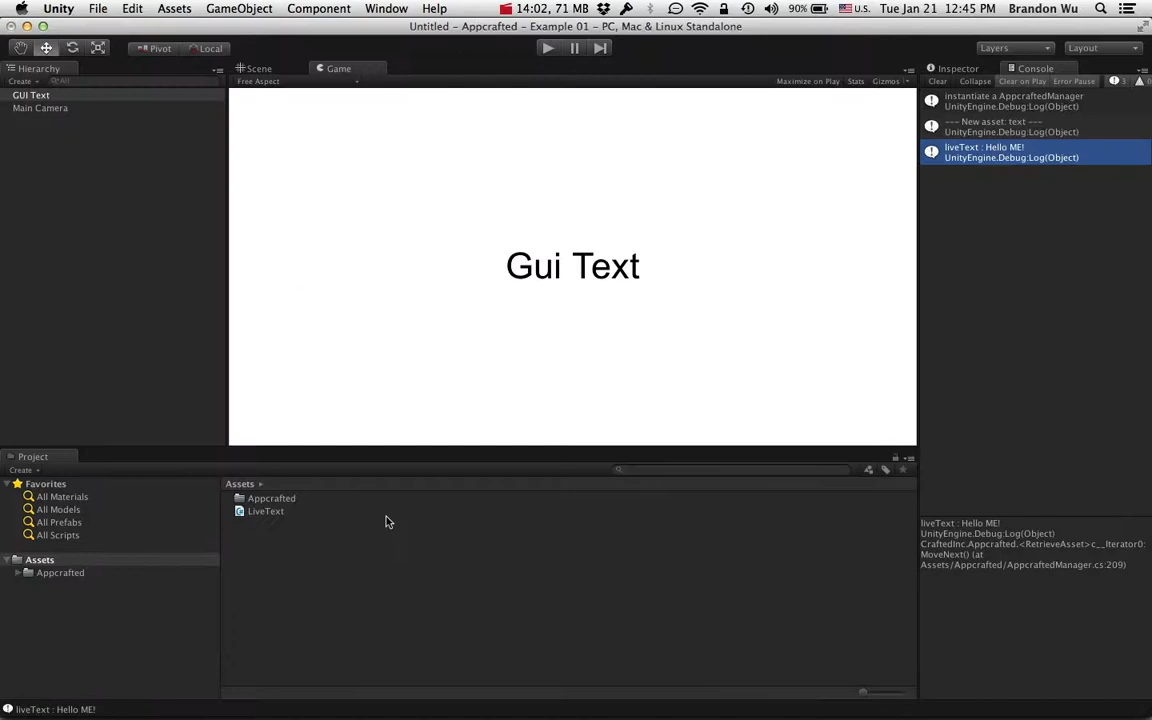 Unity File Edit Assets GameObject Component Window Help 14:02, 71 MB 90% U.S. Tue Jan 21 12:45 PM Brandon Wu
Untitled – Appcrafted – Example 01 – PC, Mac & Linux Standalone
Pivot Local Layers Layout
Hierarchy Scene Game Inspector Console
Create All Free Aspect Maximize on Play Stats Gizmos Clear Collapse Clear on Play Error Pause 3 0
GUI Text
Main Camera
instantiate a AppcraftedManager
UnityEngine.Debug:Log(Object)
--- New asset: text ---
UnityEngine.Debug:Log(Object)
liveText : Hello ME!
UnityEngine.Debug:Log(Object)
Gui Text
Project
Create
Favorites
All Materials
All Models
All Prefabs
All Scripts
Assets
Appcrafted
Assets
Appcrafted
LiveText
liveText : Hello ME!
UnityEngine.Debug:Log(Object)
CraftedInc.Appcrafted.<RetrieveAsset>c__Iterator0:
MoveNext() (at
Assets/Appcrafted/AppcraftedManager.cs:209)
liveText : Hello ME!